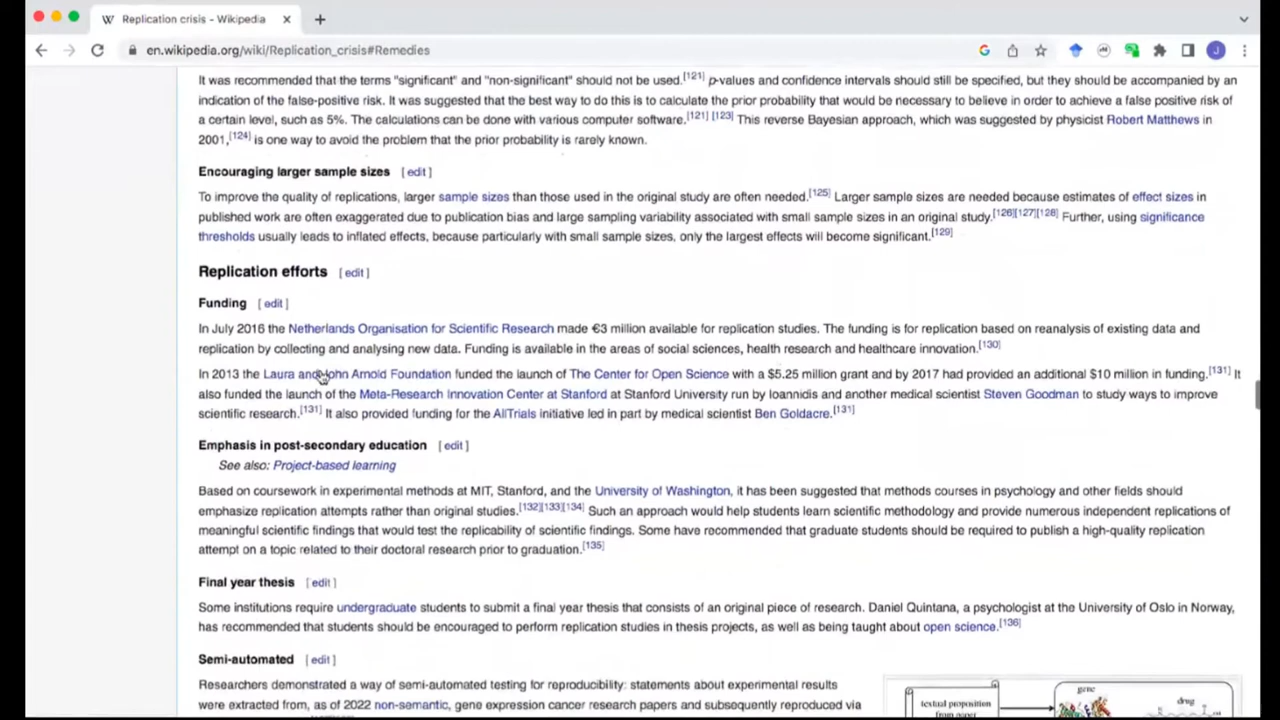 Replication crisis - Wikipedia
en.wikipedia.org/wiki/Replication_crisis#Remedies
J
It was recommended that the terms "significant" and "non-significant" should not be used.[121] p-values and confidence intervals should still be specified, but they should be accompanied by an
indication of the false-positive risk. It was suggested that the best way to do this is to calculate the prior probability that would be necessary to believe in order to achieve a false positive risk of
a certain level, such as 5%. The calculations can be done with various computer software.[121][123] This reverse Bayesian approach, which was suggested by physicist Robert Matthews in
2001,[124] is one way to avoid the problem that the prior probability is rarely known.
Encouraging larger sample sizes [ edit ]
To improve the quality of replications, larger sample sizes than those used in the original study are often needed.[125] Larger sample sizes are needed because estimates of effect sizes in
published work are often exaggerated due to publication bias and large sampling variability associated with small sample sizes in an original study.[126][127][128] Further, using significance
thresholds usually leads to inflated effects, because particularly with small sample sizes, only the largest effects will become significant.[129]
Replication efforts [ edit ]
Funding [ edit ]
In July 2016 the Netherlands Organisation for Scientific Research made €3 million available for replication studies. The funding is for replication based on reanalysis of existing data and
replication by collecting and analysing new data. Funding is available in the areas of social sciences, health research and healthcare innovation.[130]
In 2013 the Laura and John Arnold Foundation funded the launch of The Center for Open Science with a $5.25 million grant and by 2017 had provided an additional $10 million in funding.[131] It
also funded the launch of the Meta-Research Innovation Center at Stanford at Stanford University run by Ioannidis and another medical scientist Steven Goodman to study ways to improve
scientific research.[131] It also provided funding for the AllTrials initiative led in part by medical scientist Ben Goldacre.[131]
Emphasis in post-secondary education [ edit ]
See also: Project-based learning
Based on coursework in experimental methods at MIT, Stanford, and the University of Washington, it has been suggested that methods courses in psychology and other fields should
emphasize replication attempts rather than original studies.[132][133][134] Such an approach would help students learn scientific methodology and provide numerous independent replications of
meaningful scientific findings that would test the replicability of scientific findings. Some have recommended that graduate students should be required to publish a high-quality replication
attempt on a topic related to their doctoral research prior to graduation.[135]
Final year thesis [ edit ]
Some institutions require undergraduate students to submit a final year thesis that consists of an original piece of research. Daniel Quintana, a psychologist at the University of Oslo in Norway,
has recommended that students should be encouraged to perform replication studies in thesis projects, as well as being taught about open science.[136]
Semi-automated [ edit ]
Researchers demonstrated a way of semi-automated testing for reproducibility: statements about experimental results
were extracted from, as of 2022 non-semantic, gene expression cancer research papers and subsequently reproduced via
textual proposition
from paper
gene
drug